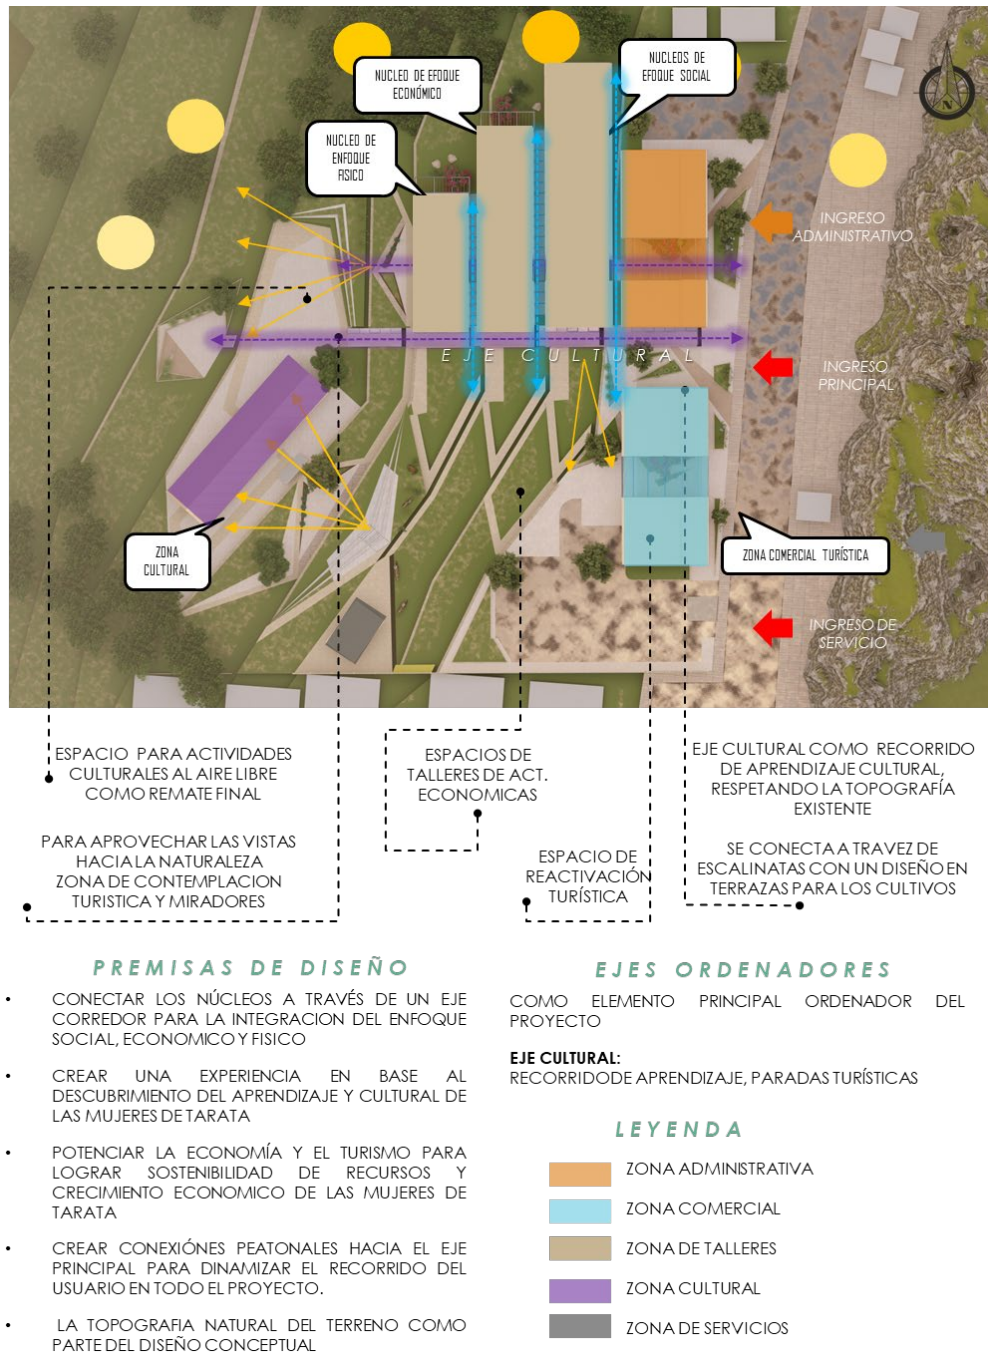 NUCLEO DE EFOQUE
ECONÓMICO
NUCLEOS DE
EFOQUE SOCIAL
NUCLEO DE
ENFOQUE
FISICO
N
INGRESO
ADMINISTRATIVO
EJE CULTURAL
INGRESO
PRINCIPAL
ZONA
CULTURAL
ZONA COMERCIAL TURÍSTICA
INGRESO DE
SERVICIO
ESPACIO PARA ACTIVIDADES
CULTURALES AL AIRE LIBRE
COMO REMATE FINAL
PARA APROVECHAR LAS VISTAS
HACIA LA NATURALEZA
ZONA DE CONTEMPLACION
TURISTICA Y MIRADORES
ESPACIOS DE
TALLERES DE ACT.
ECONOMICAS
ESPACIO DE
REACTIVACIÓN
TURÍSTICA
EJE CULTURAL COMO RECORRIDO
DE APRENDIZAJE CULTURAL,
RESPETANDO LA TOPOGRAFÍA
EXISTENTE
SE CONECTA A TRAVEZ DE
ESCALINATAS CON UN DISEÑO EN
TERRAZAS PARA LOS CULTIVOS
PREMISAS DE DISEÑO
• CONECTAR LOS NÚCLEOS A TRAVÉS DE UN EJE
CORREDOR PARA LA INTEGRACION DEL ENFOQUE
SOCIAL, ECONOMICO Y FISICO
• CREAR UNA EXPERIENCIA EN BASE AL
DESCUBRIMIENTO DEL APRENDIZAJE Y CULTURAL DE
LAS MUJERES DE TARATA
• POTENCIAR LA ECONOMÍA Y EL TURISMO PARA
LOGRAR SOSTENIBILIDAD DE RECURSOS Y
CRECIMIENTO ECONOMICO DE LAS MUJERES DE
TARATA
• CREAR CONEXIÓNES PEATONALES HACIA EL EJE
PRINCIPAL PARA DINAMIZAR EL RECORRIDO DEL
USUARIO EN TODO EL PROYECTO.
• LA TOPOGRAFIA NATURAL DEL TERRENO COMO
PARTE DEL DISEÑO CONCEPTUAL
EJES ORDENADORES
COMO ELEMENTO PRINCIPAL ORDENADOR DEL
PROYECTO
EJE CULTURAL:
RECORRIDODE APRENDIZAJE, PARADAS TURÍSTICAS
LEYENDA
ZONA ADMINISTRATIVA
ZONA COMERCIAL
ZONA DE TALLERES
ZONA CULTURAL
ZONA DE SERVICIOS